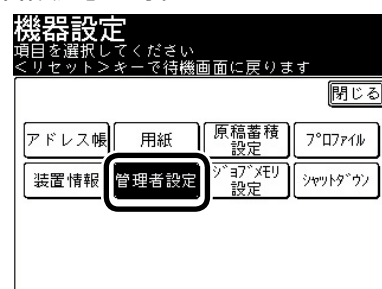 機器設定
項目を選択してください
<リセット>キーで待機画面に戻ります
閉じる
アドレス帳 用紙 原稿蓄積設定 プロファイル
装置情報 管理者設定 ジョブメモリ設定 シャットダウン